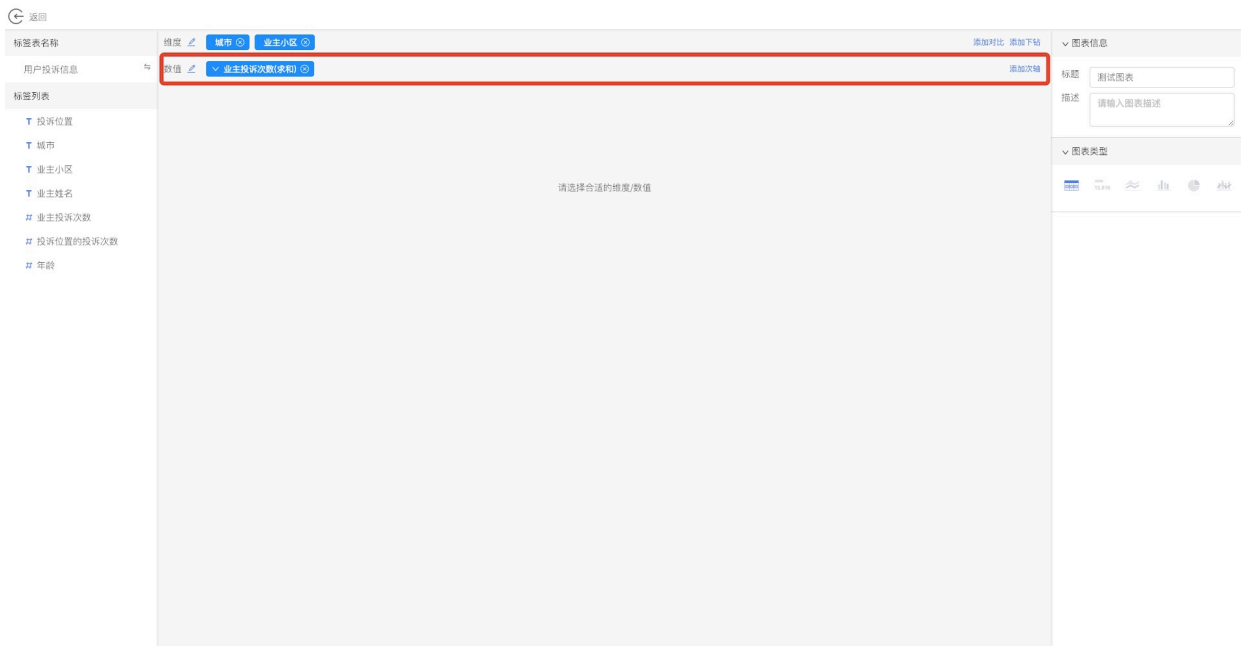 返回
标签表名称
用户投诉信息
标签列表
T 投诉位置
T 城市
T 业主小区
T 业主姓名
# 业主投诉次数
# 投诉位置的投诉次数
# 年龄
维度 城市 业主小区 添加对比 添加下钻
数值 业主投诉次数(求和) 添加次轴
请选择合适的维度/数值
图表信息
标题 测试图表
描述 请输入图表描述
图表类型